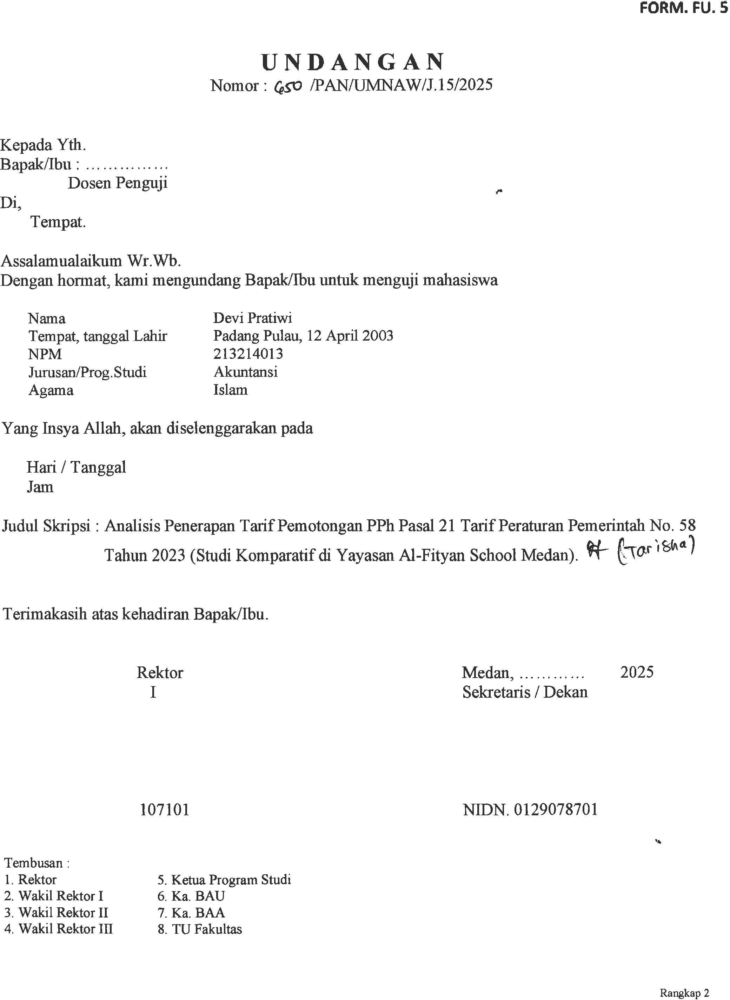 FORM. FU. 5
UNDANGAN
Nomor : 650 /PAN/UMNAW/J.15/2025
Kepada Yth.
Bapak/Ibu : ...............
Dosen Penguji
Di,
Tempat.
Assalamualaikum Wr.Wb.
Dengan hormat, kami mengundang Bapak/Ibu untuk menguji mahasiswa
Nama Devi Pratiwi
Tempat, tanggal Lahir Padang Pulau, 12 April 2003
NPM 213214013
Jurusan/Prog.Studi Akuntansi
Agama Islam
Yang Insya Allah, akan diselenggarakan pada
Hari / Tanggal
Jam
Judul Skripsi : Analisis Penerapan Tarif Pemotongan PPh Pasal 21 Tarif Peraturan Pemerintah No. 58
Tahun 2023 (Studi Komparatif di Yayasan Al-Fityan School Medan). (Tarisha)
Terimakasih atas kehadiran Bapak/Ibu.
Rektor Medan, ............ 2025
I Sekretaris / Dekan
107101 NIDN. 0129078701
Tembusan :
1. Rektor 5. Ketua Program Studi
2. Wakil Rektor I 6. Ka. BAU
3. Wakil Rektor II 7. Ka. BAA
4. Wakil Rektor III 8. TU Fakultas
Rangkap 2